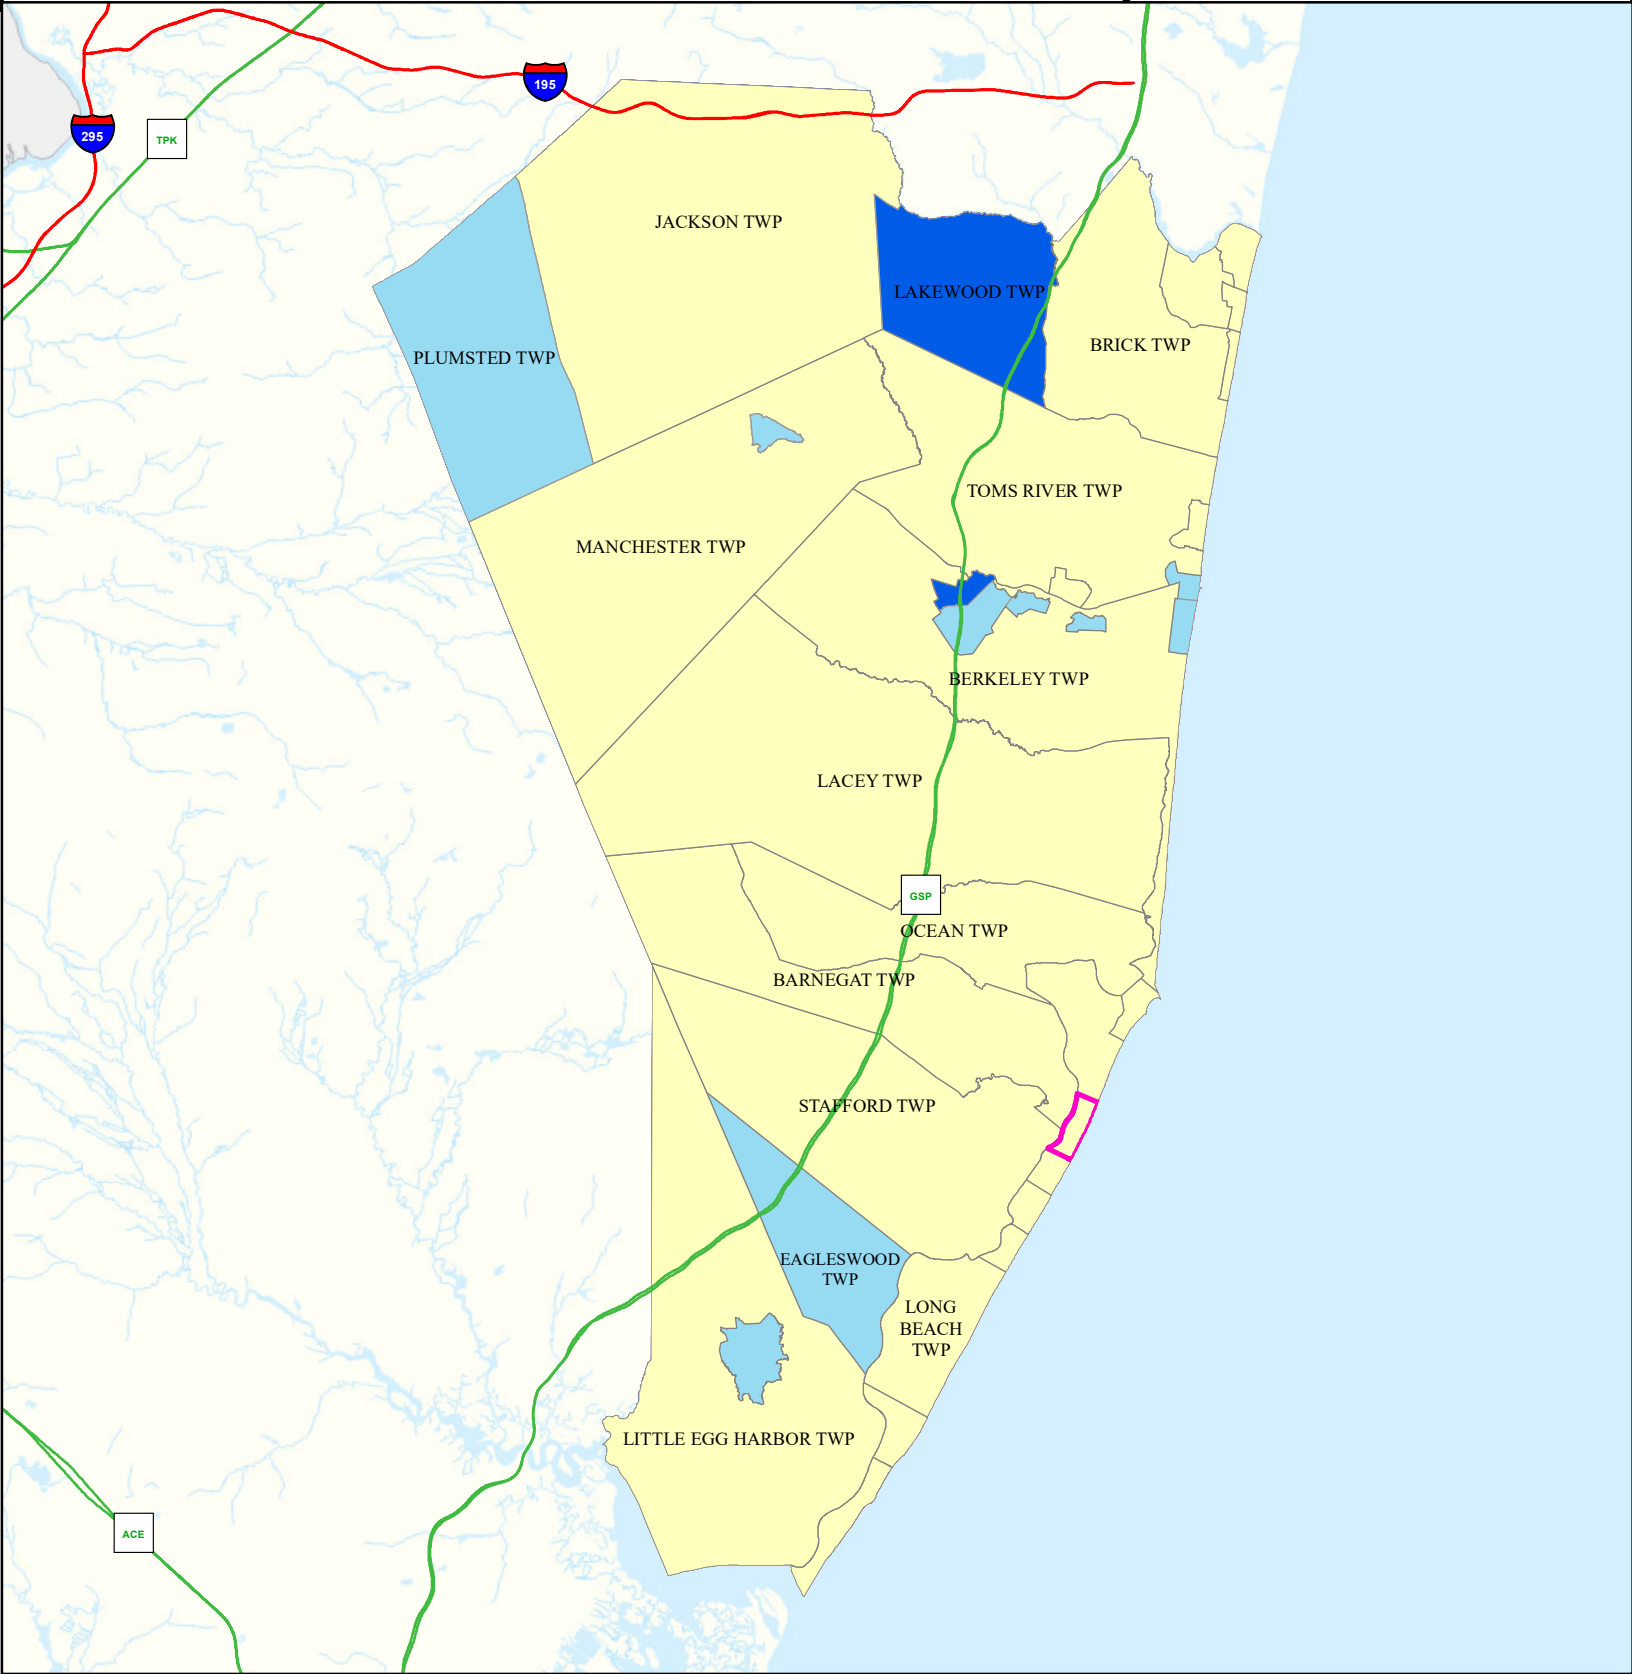 195
295
TPK
JACKSON TWP
LAKEWOOD TWP
BRICK TWP
PLUMSTED TWP
TOMS RIVER TWP
MANCHESTER TWP
BERKELEY TWP
LACEY TWP
GSP
OCEAN TWP
BARNEGAT TWP
STAFFORD TWP
EAGLESWOOD
TWP
LONG
BEACH
TWP
LITTLE EGG HARBOR TWP
ACE